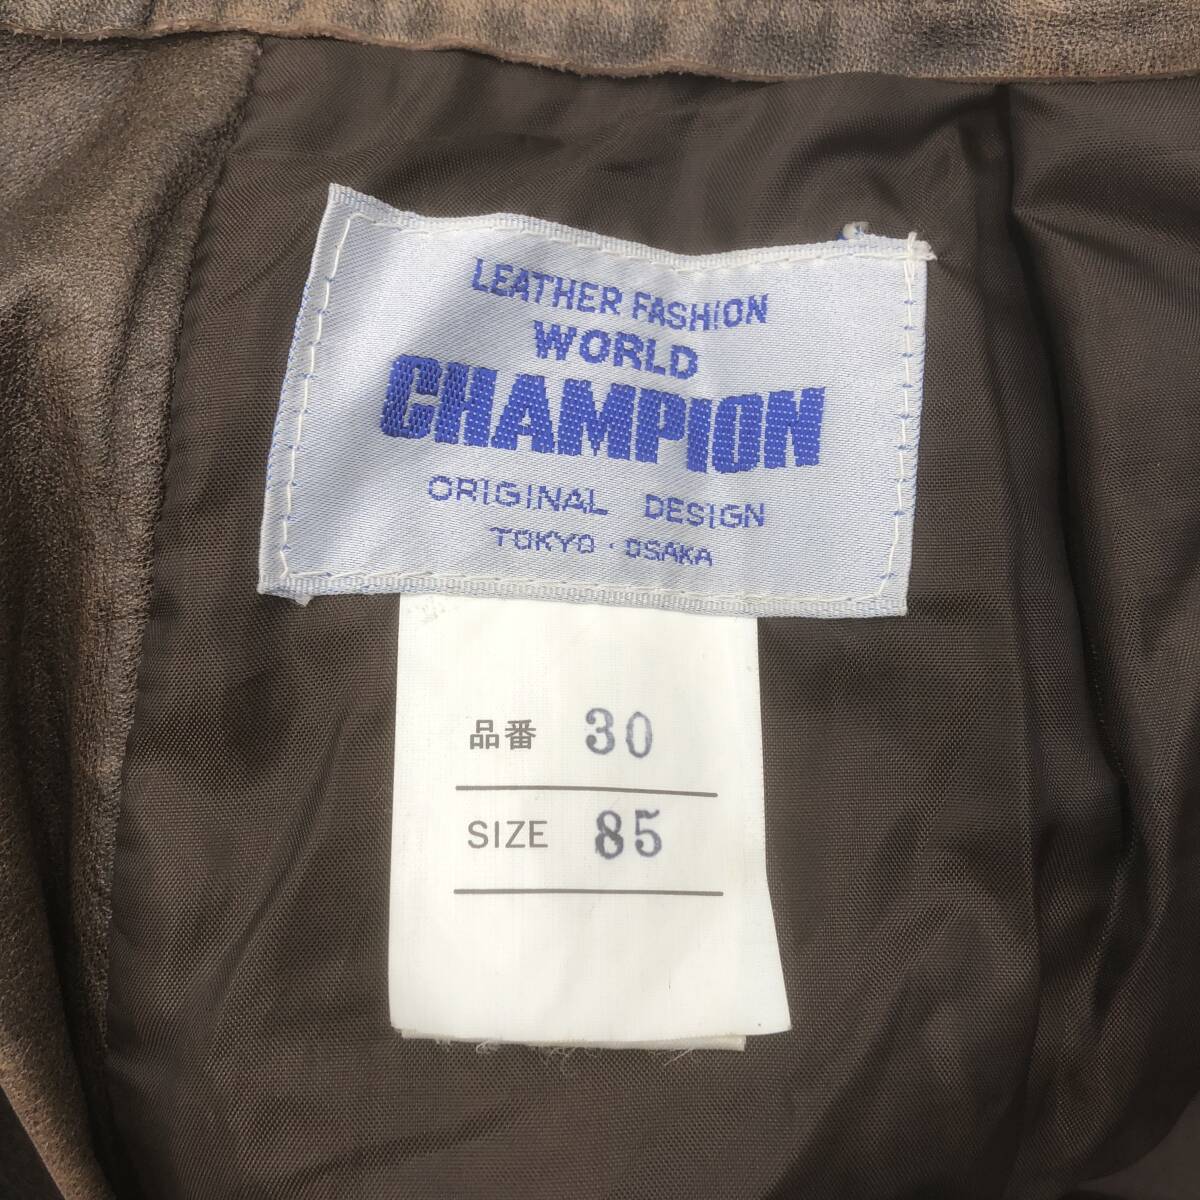 LEATHER FASHION
WORLD
CHAMPION
ORIGINAL DESIGN
TOKYO・OSAKA
品番 30
SIZE 85